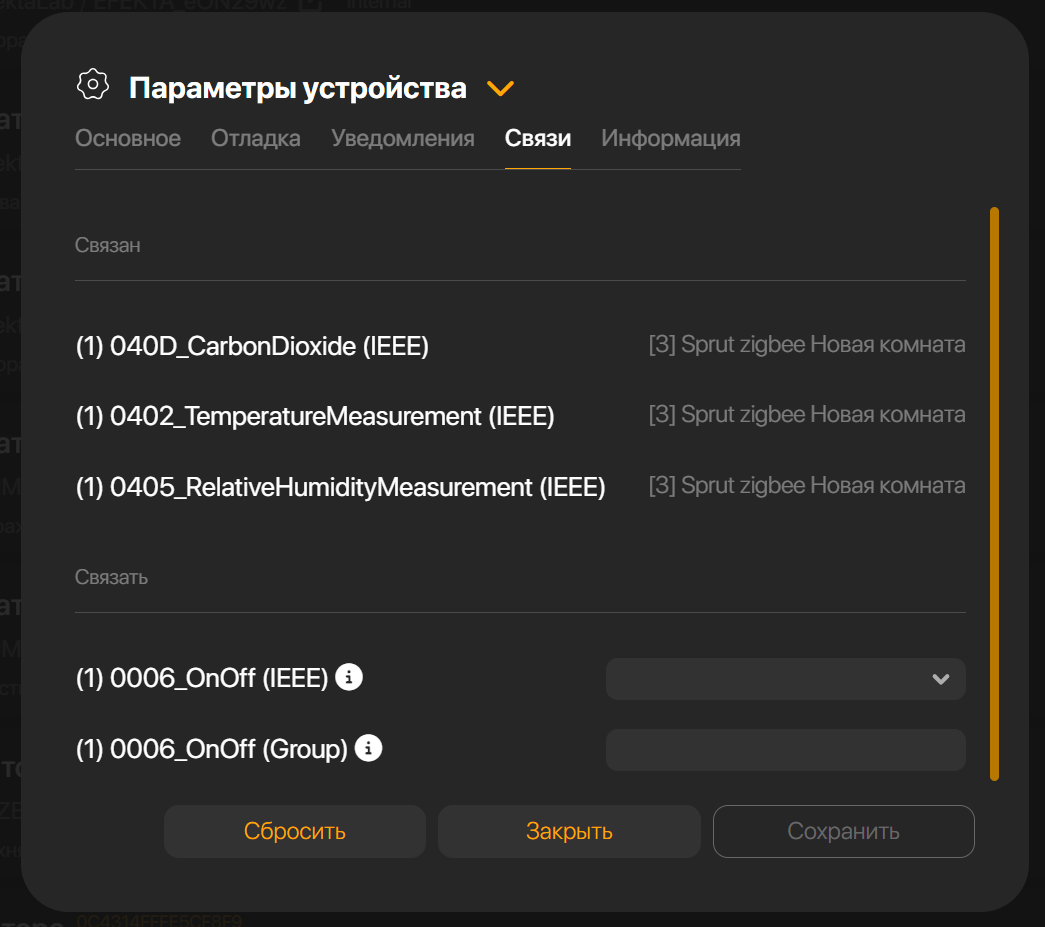 Параметры устройства
Основное Отладка Уведомления Связи Информация
Связан
(1) 040D_CarbonDioxide (IEEE) [3] Sprut zigbee Новая комната
(1) 0402_TemperatureMeasurement (IEEE) [3] Sprut zigbee Новая комната
(1) 0405_RelativeHumidityMeasurement (IEEE) [3] Sprut zigbee Новая комната
Связать
(1) 0006_OnOff (IEEE)
(1) 0006_OnOff (Group)
Сбросить Закрыть Сохранить